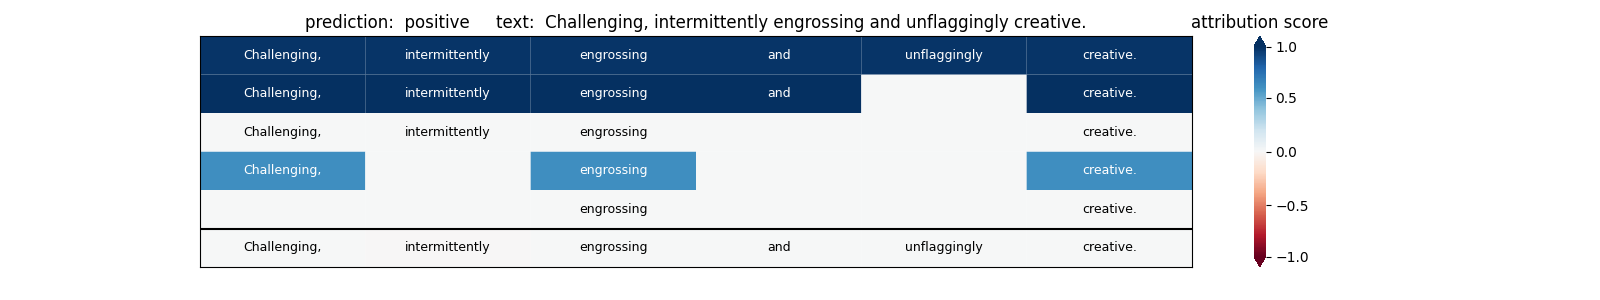 prediction:  positive     text:  Challenging, intermittently engrossing and unflaggingly creative.
attribution score
Challenging, intermittently engrossing and unflaggingly creative.
Challenging, intermittently engrossing and creative.
Challenging, intermittently engrossing creative.
Challenging, engrossing creative.
engrossing creative.
Challenging, intermittently engrossing and unflaggingly creative.
1.0
0.5
0.0
−0.5
−1.0